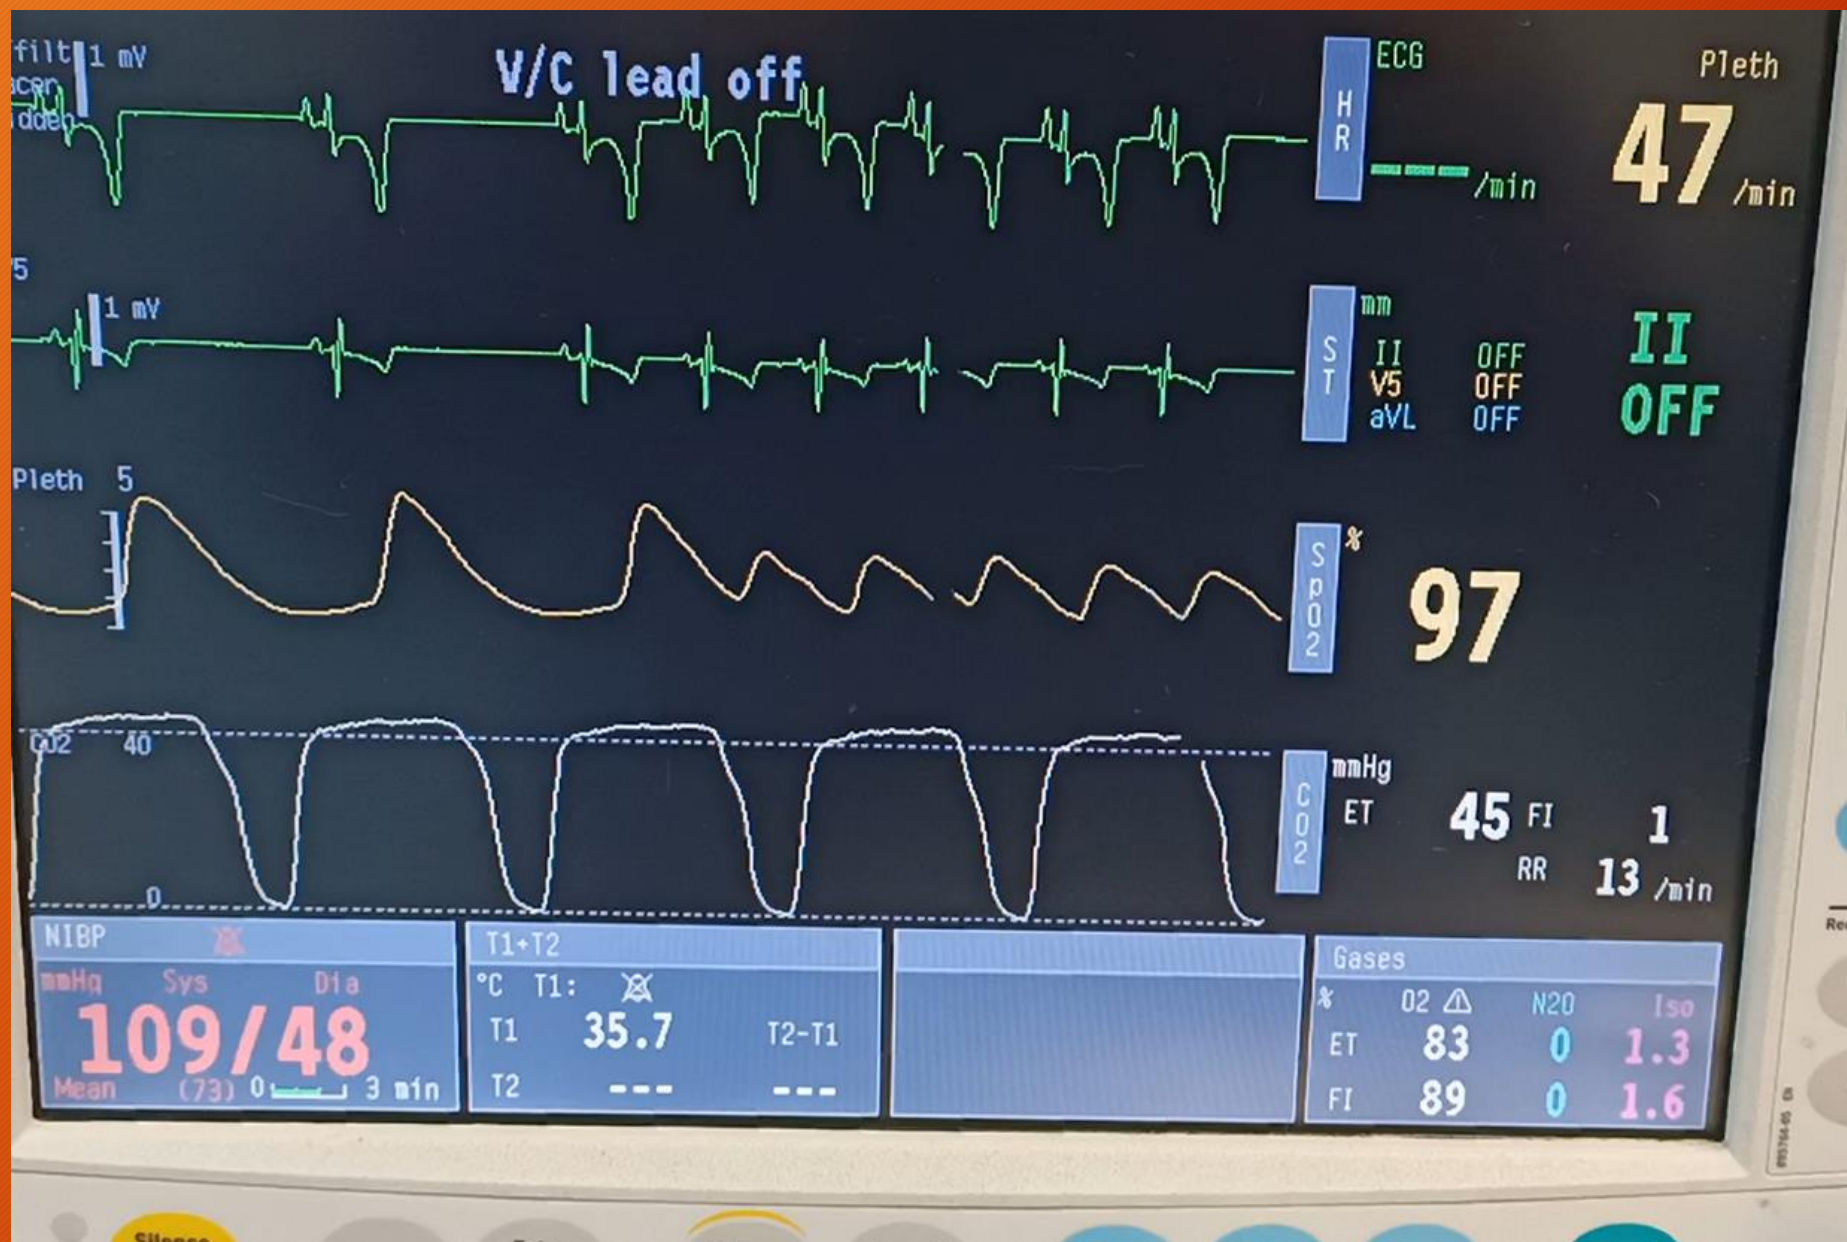 filt 1 mV
V/C lead off
ECG
Pleth
HR
47
--- /min
/min
5
1 mV
mm
ST
II OFF
V5 OFF
aVL OFF
II
OFF
Pleth 5
SpO2
%
97
CO2 40
mmHg
CO2
ET 45 FI 1
RR 13 /min
0
NIBP
mmHg Sys Dia
109/48
Mean (73) 0 3 min
T1+T2
°C T1:
T1 35.7 T2-T1
T2 --- ---
Gases
% O2 N2O Iso
ET 83 0 1.3
FI 89 0 1.6
Silence